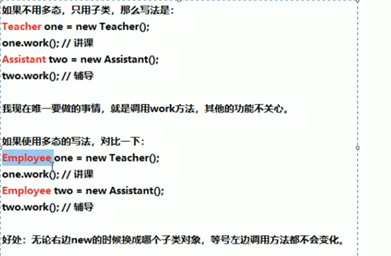 如果不用多态，只用子类，那么写法是：
Teacher one = new Teacher();
one.work(); // 讲课
Assistant two = new Assistant();
two.work(); // 辅导
我现在唯一要做的事情，就是调用work方法，其他的功能不关心。
如果使用多态的写法，对比一下：
Employee one = new Teacher();
one.work(); // 讲课
Employee two = new Assistant();
two.work(); // 辅导
好处：无论右边new的时候换成哪个子类对象，等号左边调用方法都不会变化。